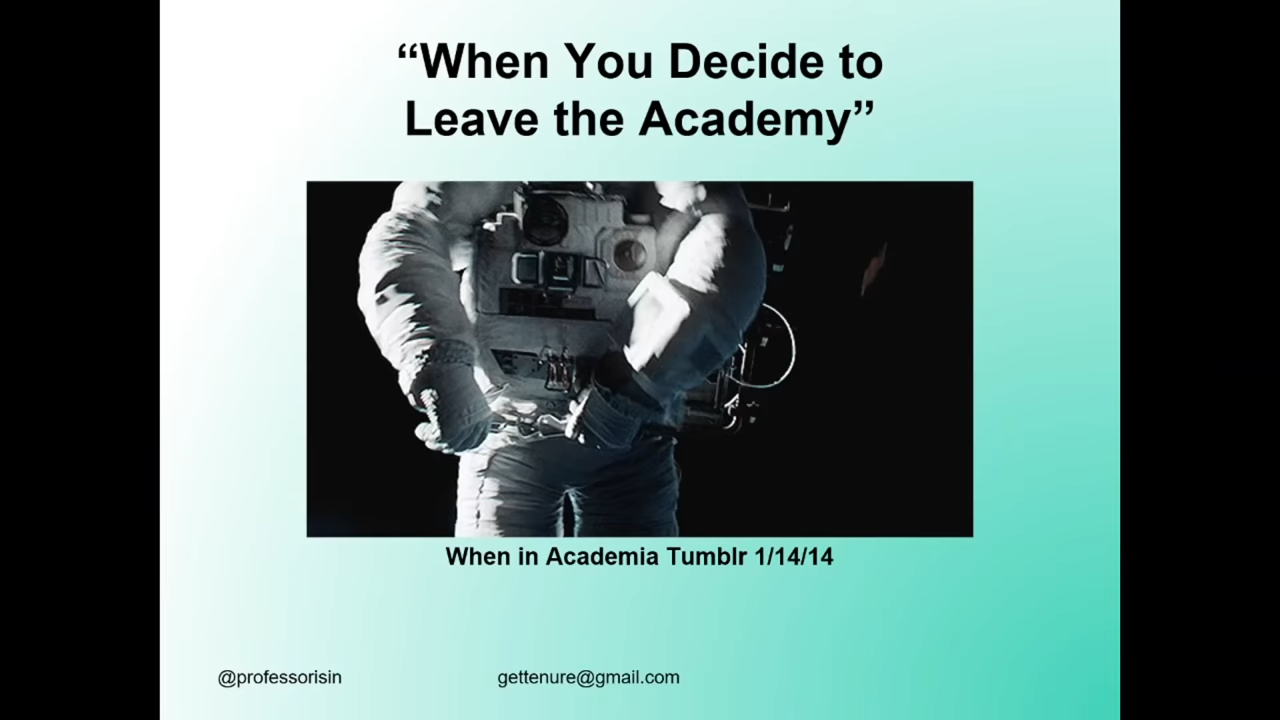 “When You Decide to
Leave the Academy”
When in Academia Tumblr 1/14/14
@professorisin
gettenure@gmail.com